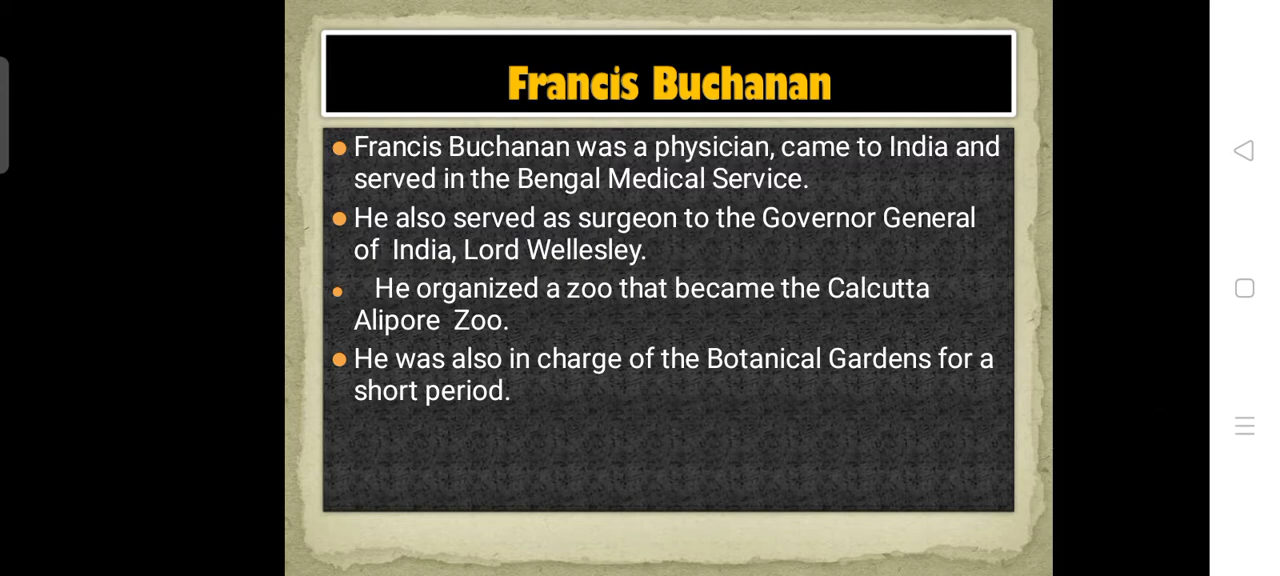 Francis Buchanan
Francis Buchanan was a physician, came to India and
served in the Bengal Medical Service.
He also served as surgeon to the Governor General
of  India, Lord Wellesley.
He organized a zoo that became the Calcutta
Alipore  Zoo.
He was also in charge of the Botanical Gardens for a
short period.